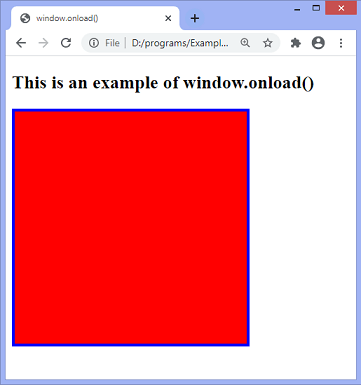 window.onload()
File
D:/programs/Exampl...
This is an example of window.onload()